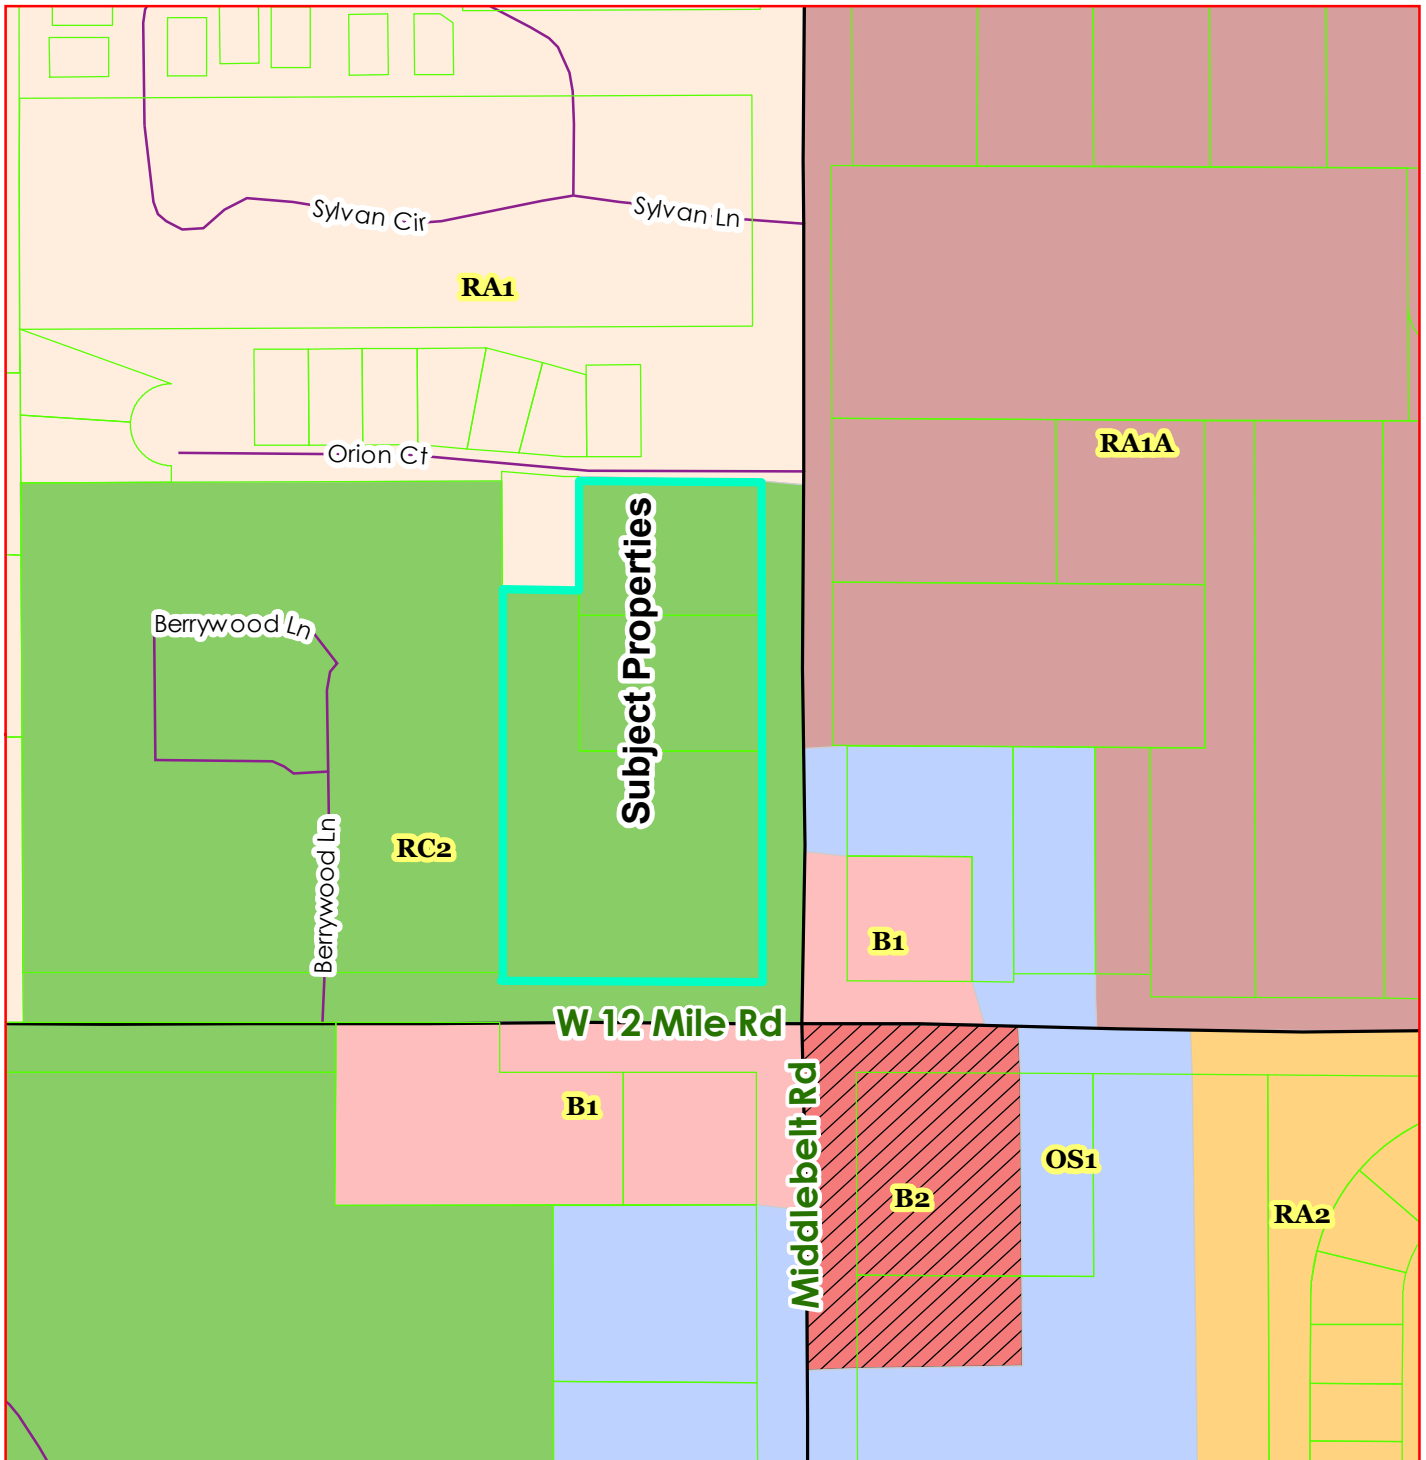 Sylvan Cir
Sylvan Ln
RA1
RA1A
Orion Ct
Subject Properties
Berrywood Ln
Berrywood Ln
RC2
B1
W 12 Mile Rd
Middlebelt Rd
B1
OS1
B2
RA2